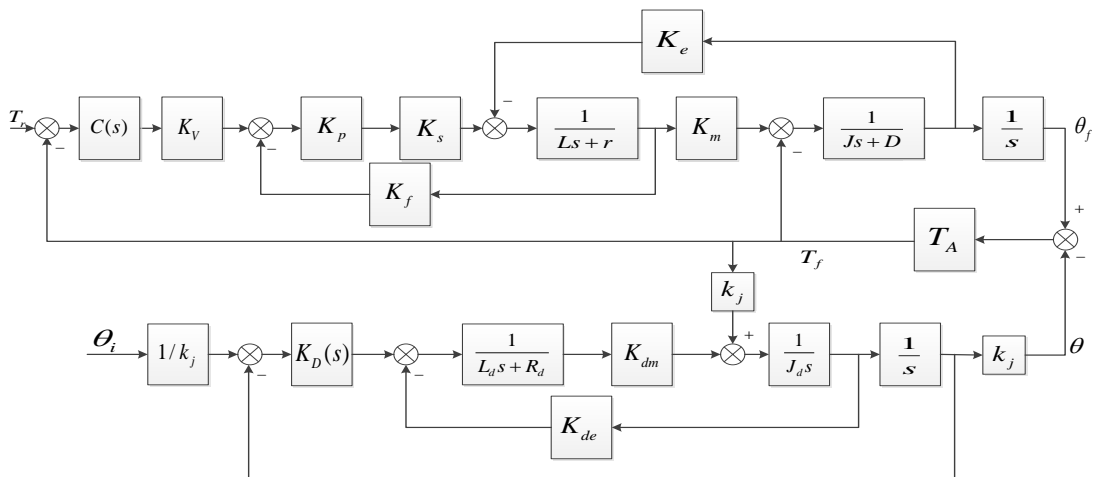 K_e
T_r
C(s)
K_V
K_p
K_s
1/(Ls+r)
K_m
1/(Js+D)
1/s
θ_f
−
−
−
−
K_f
+
−
T_A
T_f
k_j
θ_i
1/k_j
K_D(s)
1/(L_d s+R_d)
K_dm
+
1/(J_d s)
1/s
k_j
θ
−
−
K_de